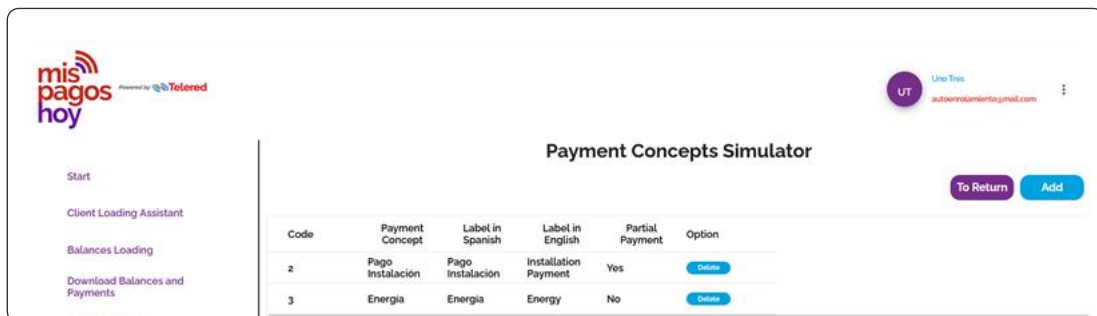 mis
pagos
hoy
Powered by Telered
UT
Uno Tres
autoenrolamiento@mail.com
Payment Concepts Simulator
To Return
Add
Start
Client Loading Assistant
Balances Loading
Download Balances and
Payments
Code Payment Concept Label in Spanish Label in English Partial Payment Option
2 Pago Instalación Pago Instalación Installation Payment Yes Delete
3 Energía Energía Energy No Delete